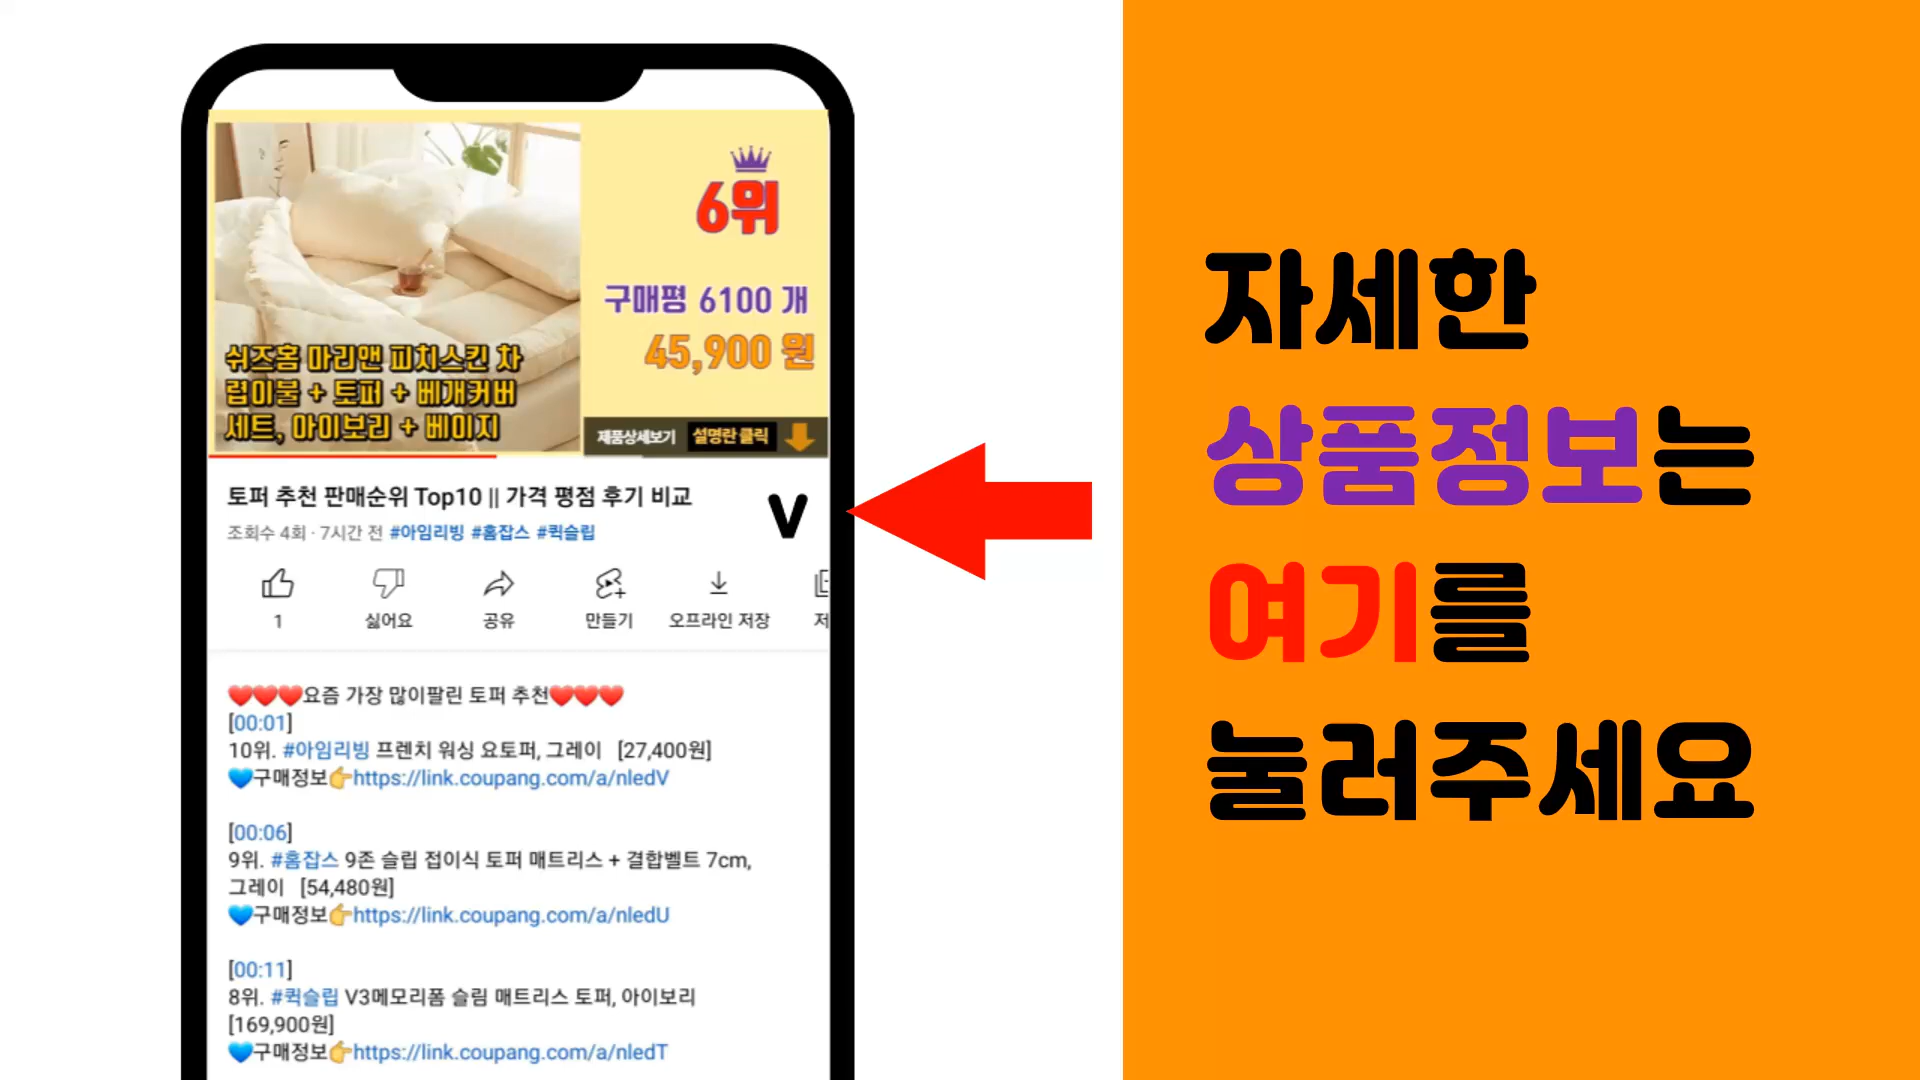 6위
구매평 6100 개
45,900 원
쉬즈홈 마리앤 피치스킨 차
렵이불 + 토퍼 + 베개커버
세트, 아이보리 + 베이지
제품상세보기 설명란 클릭
토퍼 추천 판매순위 Top10 || 가격 평점 후기 비교
V
조회수 4회 · 7시간 전 #아임리빙 #홈잡스 #퀵슬립
1 싫어요 공유 만들기 오프라인 저장 저
❤️❤️❤️요즘 가장 많이팔린 토퍼 추천❤️❤️❤️
[00:01]
10위. #아임리빙 프렌치 워싱 요토퍼, 그레이 [27,400원]
💙구매정보👉https://link.coupang.com/a/nledV
[00:06]
9위. #홈잡스 9존 슬립 접이식 토퍼 매트리스 + 결합벨트 7cm,
그레이 [54,480원]
💙구매정보👉https://link.coupang.com/a/nledU
[00:11]
8위. #퀵슬립 V3메모리폼 슬림 매트리스 토퍼, 아이보리
[169,900원]
💙구매정보👉https://link.coupang.com/a/nledT
자세한
상품정보는
여기를
눌러주세요